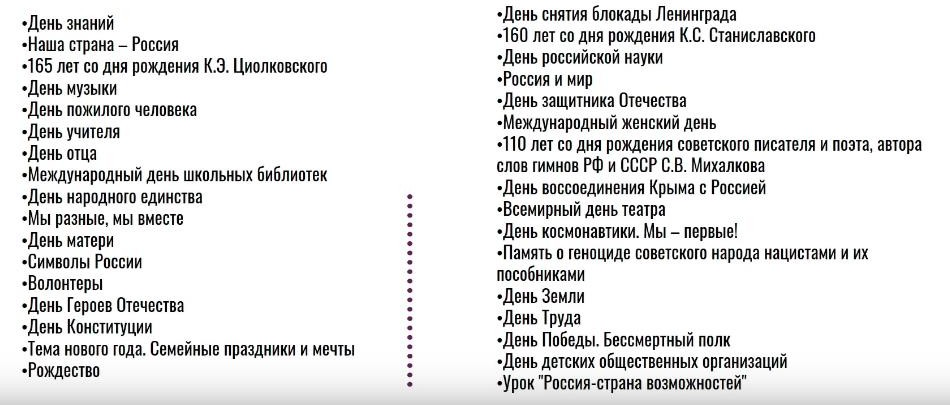 •День знаний
•Наша страна – Россия
•165 лет со дня рождения К.Э. Циолковского
•День музыки
•День пожилого человека
•День учителя
•День отца
•Международный день школьных библиотек
•День народного единства
•Мы разные, мы вместе
•День матери
•Символы России
•Волонтеры
•День Героев Отечества
•День Конституции
•Тема нового года. Семейные праздники и мечты
•Рождество
•День снятия блокады Ленинграда
•160 лет со дня рождения К.С. Станиславского
•День российской науки
•Россия и мир
•День защитника Отечества
•Международный женский день
•110 лет со дня рождения советского писателя и поэта, автора
слов гимнов РФ и СССР С.В. Михалкова
•День воссоединения Крыма с Россией
•Всемирный день театра
•День космонавтики. Мы – первые!
•Память о геноциде советского народа нацистами и их
пособниками
•День Земли
•День Труда
•День Победы. Бессмертный полк
•День детских общественных организаций
•Урок "Россия-страна возможностей"